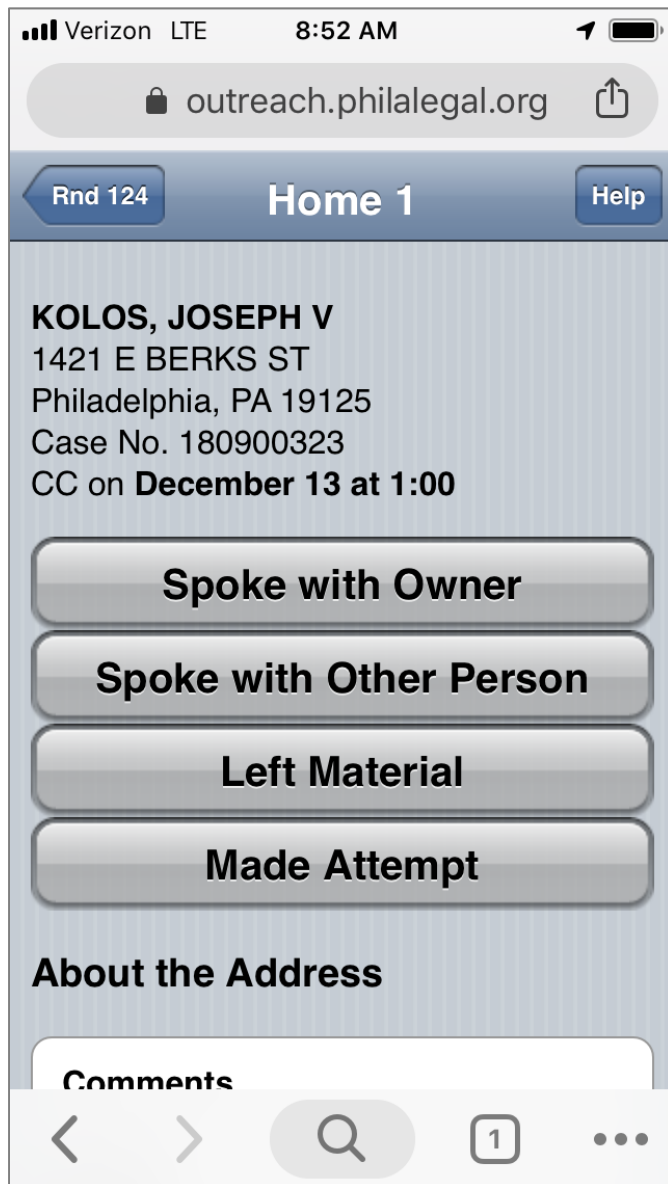 Verizon LTE 8:52 AM
outreach.philalegal.org
Rnd 124 Home 1 Help
KOLOS, JOSEPH V
1421 E BERKS ST
Philadelphia, PA 19125
Case No. 180900323
CC on December 13 at 1:00
Spoke with Owner
Spoke with Other Person
Left Material
Made Attempt
About the Address
Comments
1